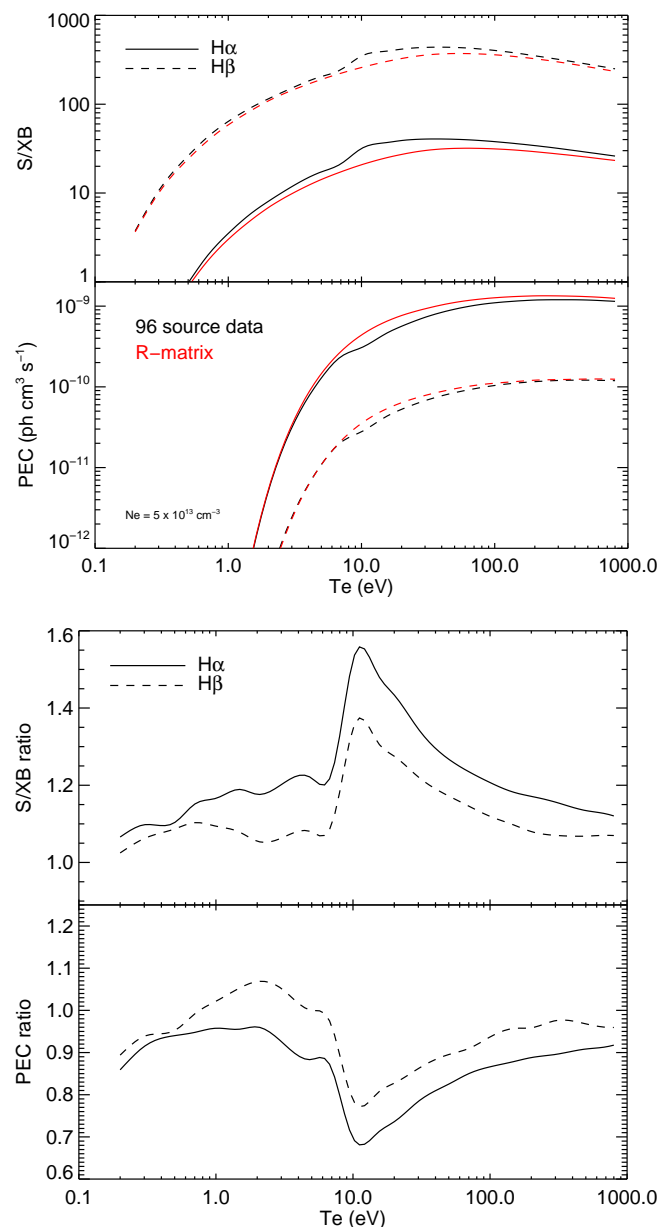 1000
Hα
Hβ
100
S/XB
10
1
10⁻⁹
96 source data
R−matrix
10⁻¹⁰
PEC (ph cm³ s⁻¹)
10⁻¹¹
Ne = 5 x 10¹³ cm⁻³
10⁻¹²
0.1 1.0 10.0 100.0 1000.0
Te (eV)
1.6
Hα
Hβ
1.4
S/XB ratio
1.2
1.0
1.2
1.1
1.0
PEC ratio
0.9
0.8
0.7
0.6
0.1 1.0 10.0 100.0 1000.0
Te (eV)